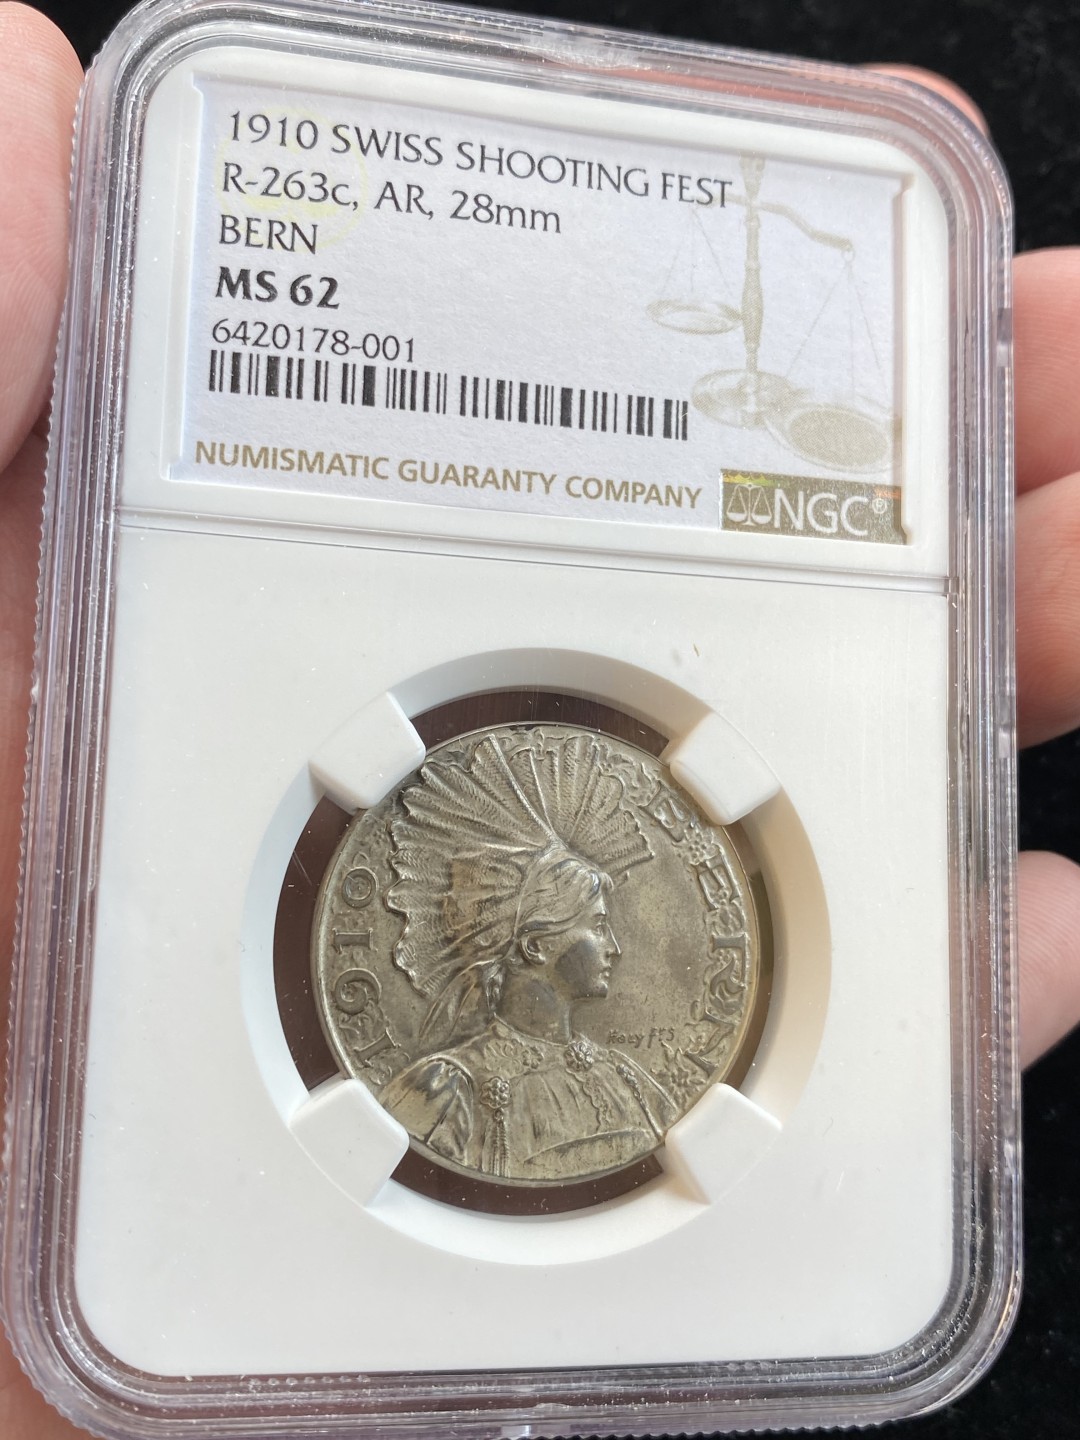 1910 SWISS SHOOTING FEST
R-263c, AR, 28mm
BERN
MS 62
6420178-001
NUMISMATIC GUARANTY COMPANY
NGC®
1910
BERN